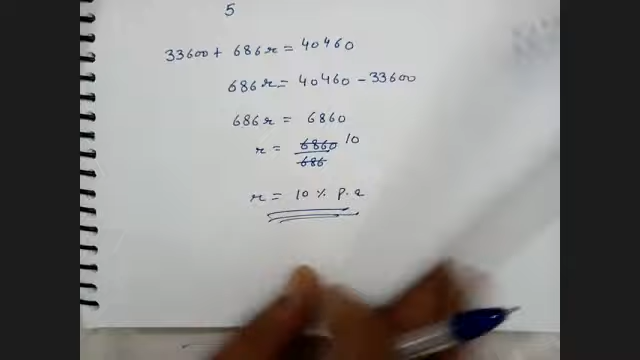 5
33600 + 686r = 40460
686r = 40460 - 33600
686r = 6860
r = 6860/686 10
r = 10 % p.a